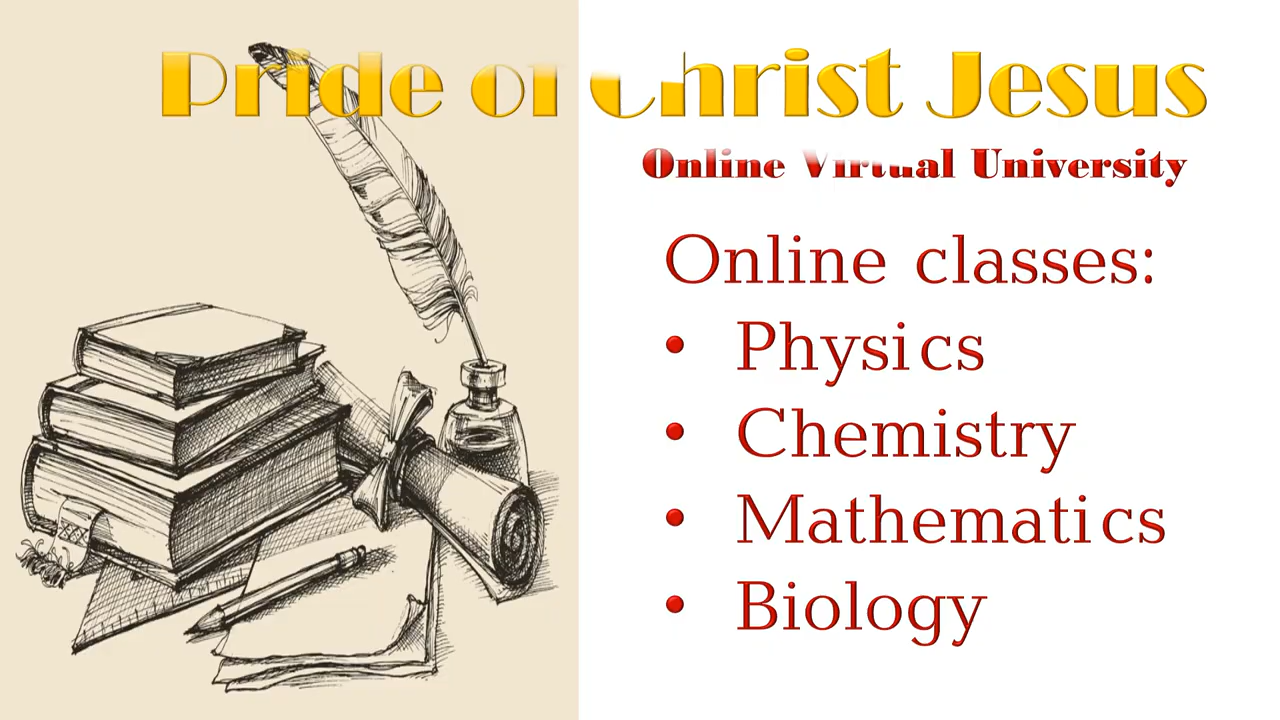 Pride of Christ Jesus
Online Virtual University
Online classes:
• Physics
• Chemistry
• Mathematics
• Biology